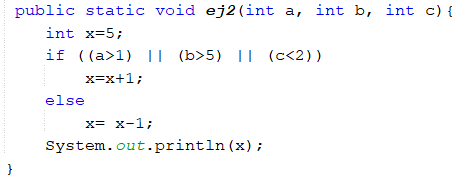 public static void ej2(int a, int b, int c){
int x=5;
if ((a>1) || (b>5) || (c<2))
x=x+1;
else
x= x-1;
System.out.println(x);
}